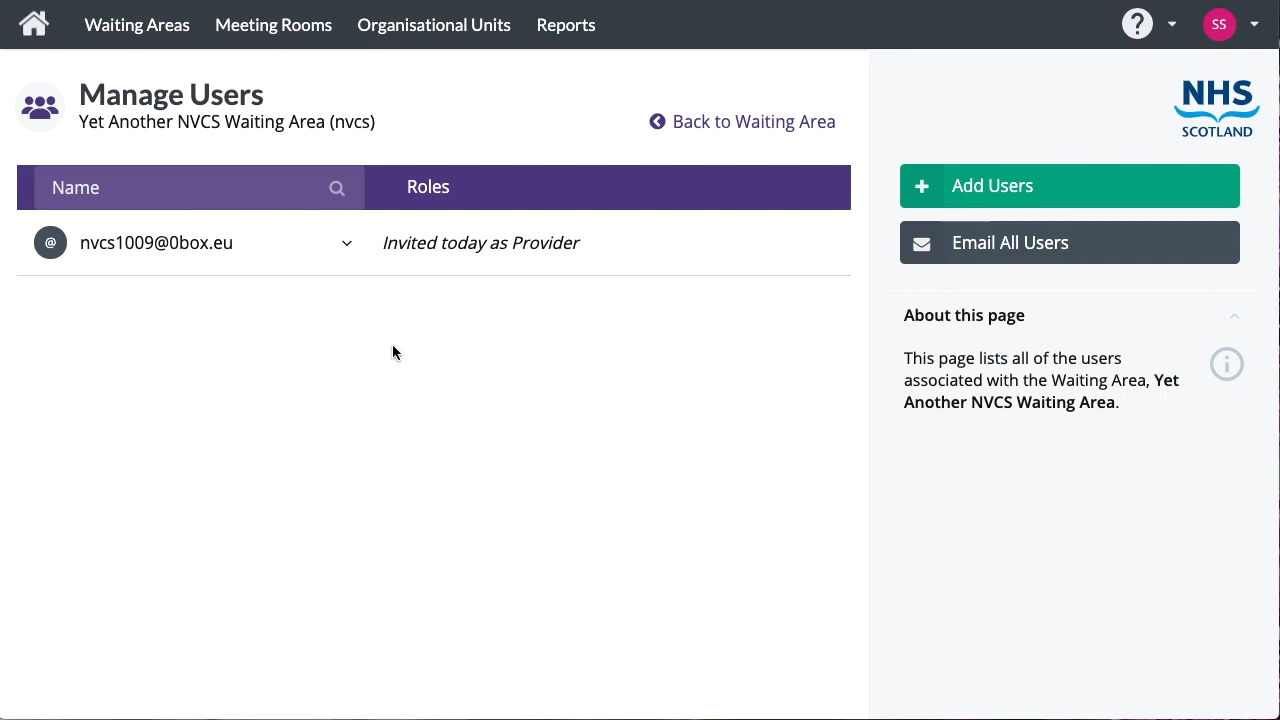 Waiting Areas Meeting Rooms Organisational Units Reports ? SS
Manage Users
Yet Another NVCS Waiting Area (nvcs)
Back to Waiting Area
NHS
SCOTLAND
Name Roles
@ nvcs1009@0box.eu Invited today as Provider
+ Add Users
Email All Users
About this page
This page lists all of the users
associated with the Waiting Area, Yet
Another NVCS Waiting Area.